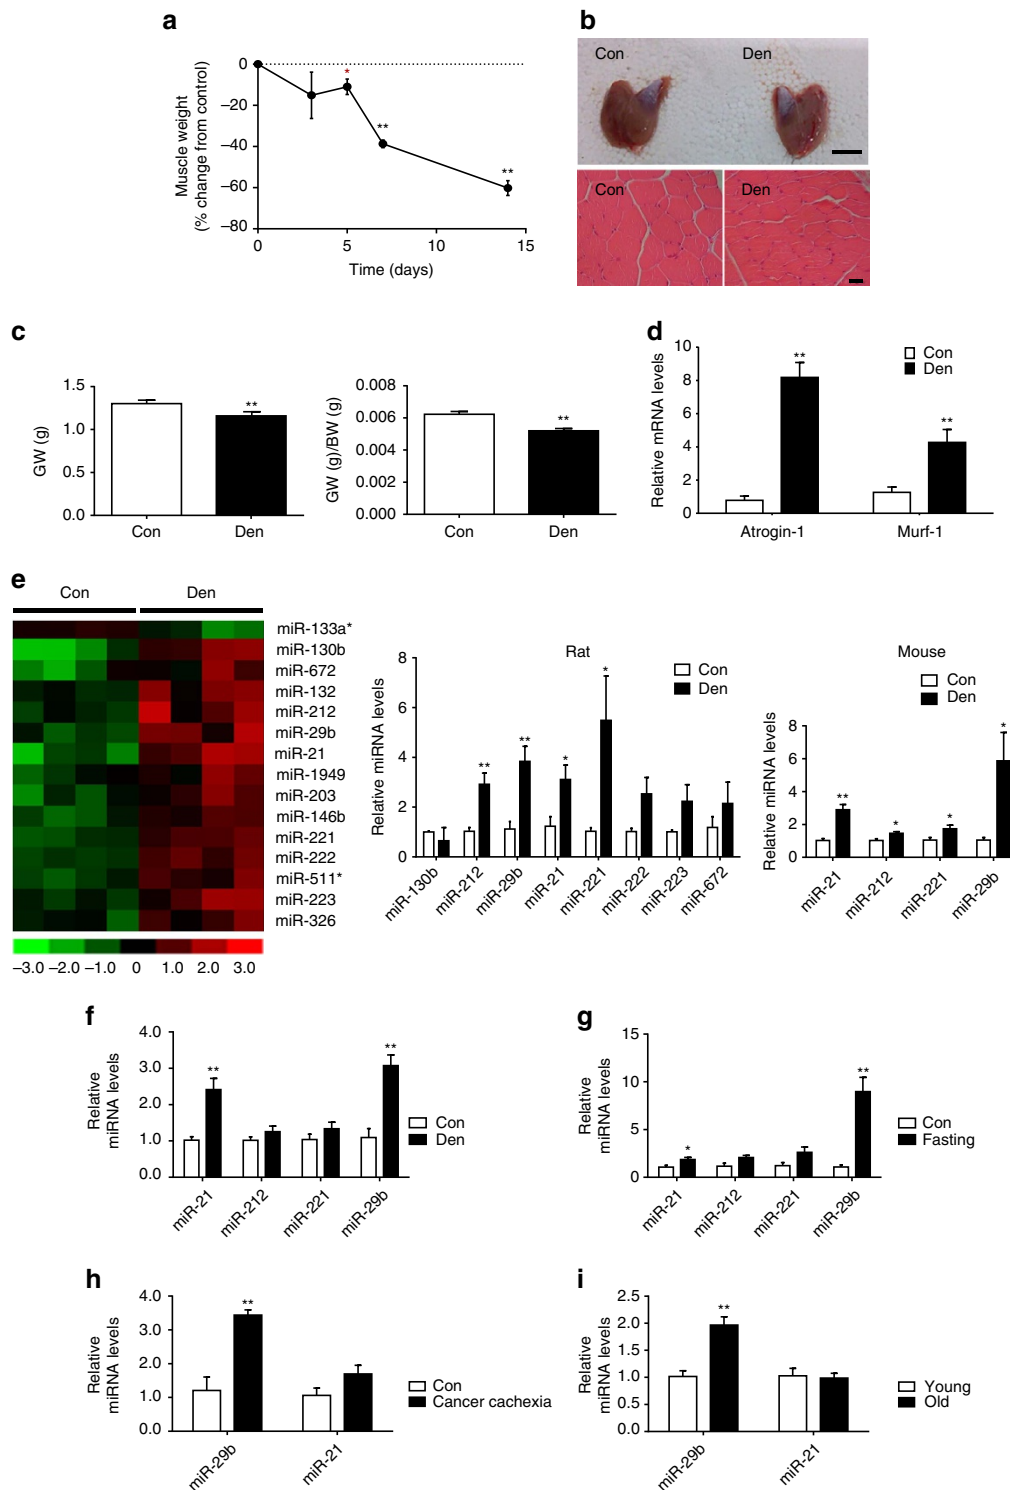 a
Muscle weight
(% change from control)
0
–20
–40
–60
–80
*
**
**
0
5
10
15
Time (days)
b
Con
Den
Con
Den
c
GW (g)
1.5
1.0
0.5
0.0
**
Con
Den
GW (g)/BW (g)
0.008
0.006
0.004
0.002
0.000
**
Con
Den
d
Relative mRNA levels
10
8
6
4
2
0
**
**
Con
Den
Atrogin-1
Murf-1
e
Con
Den
miR-133a*
miR-130b
miR-672
miR-132
miR-212
miR-29b
miR-21
miR-1949
miR-203
miR-146b
miR-221
miR-222
miR-511*
miR-223
miR-326
–3.0 –2.0 –1.0 0 1.0 2.0 3.0
Rat
Relative miRNA levels
8
6
4
2
0
**
**
*
*
Con
Den
miR-130b
miR-212
miR-29b
miR-21
miR-221
miR-222
miR-223
miR-672
Mouse
Con
Den
Relative miRNA levels
8
6
4
2
0
**
*
*
*
miR-21
miR-212
miR-221
miR-29b
f
Relative
miRNA levels
4.0
3.0
2.0
1.0
0.0
**
**
Con
Den
miR-21
miR-212
miR-221
miR-29b
g
Relative
miRNA levels
15
10
5
0
*
**
Con
Fasting
miR-21
miR-212
miR-221
miR-29b
h
Relative
miRNA levels
4.0
3.0
2.0
1.0
0.0
**
Con
Cancer cachexia
miR-29b
miR-21
i
Relative
miRNA levels
2.5
2.0
1.5
1.0
0.5
0.0
**
Young
Old
miR-29b
miR-21